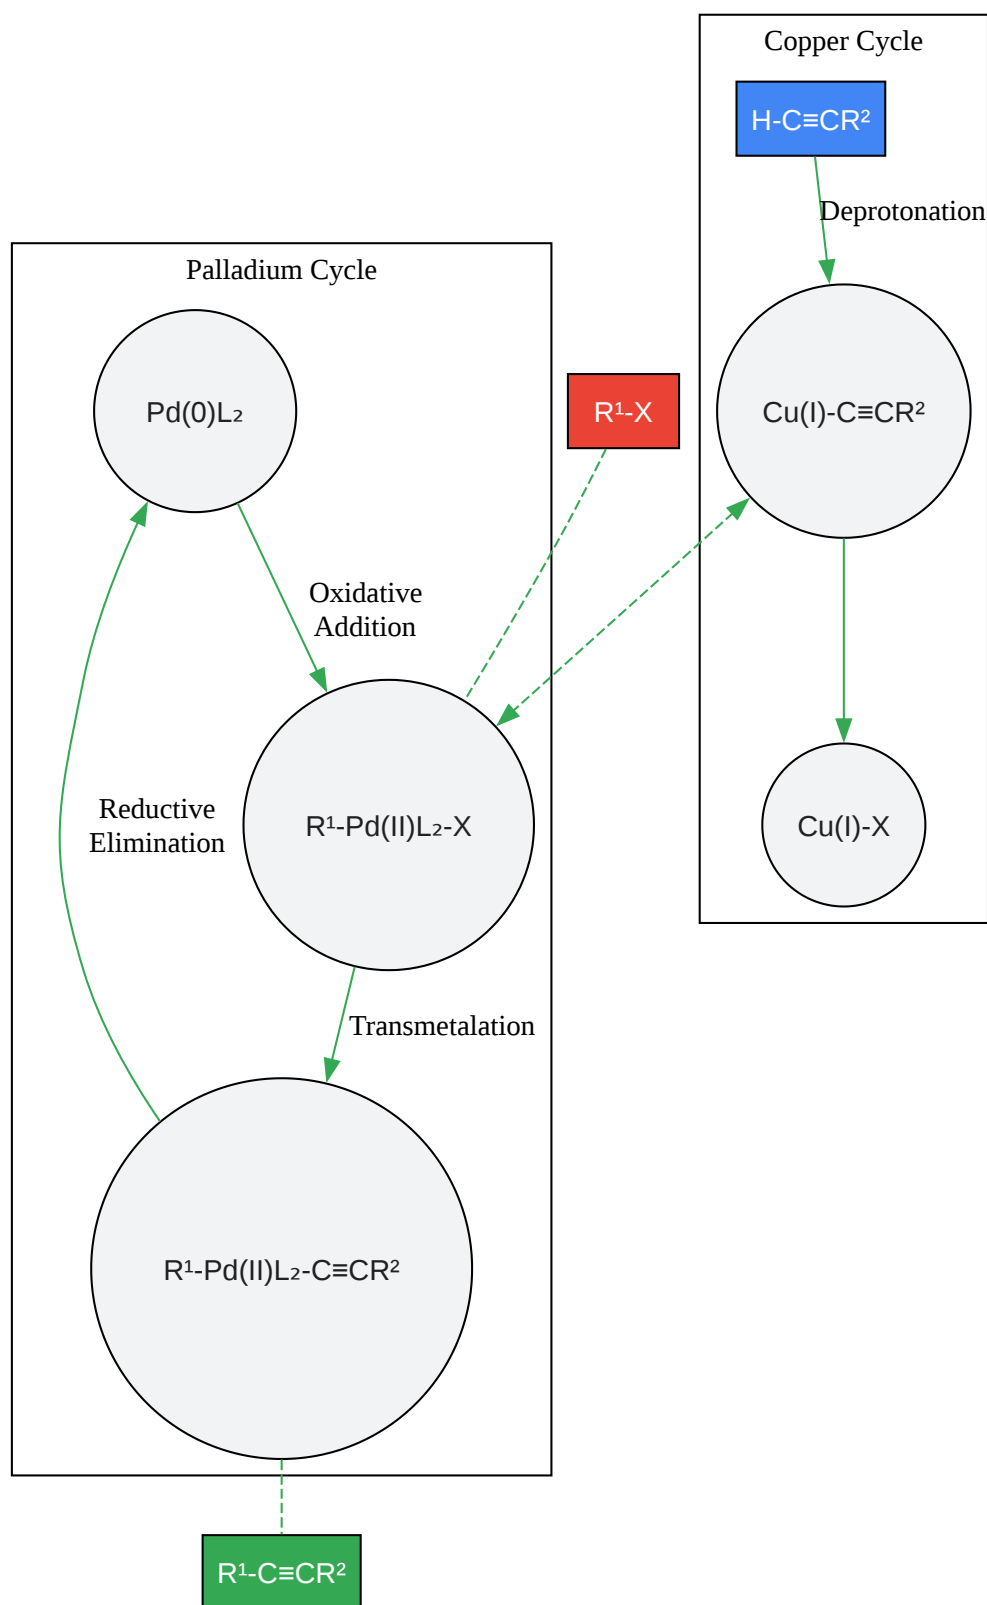 Copper Cycle
H-C≡CR²
Deprotonation
Palladium Cycle
Pd(0)L₂
R¹-X
Cu(I)-C≡CR²
Oxidative
Addition
Reductive
Elimination
R¹-Pd(II)L₂-X
Cu(I)-X
Transmetalation
R¹-Pd(II)L₂-C≡CR²
R¹-C≡CR²